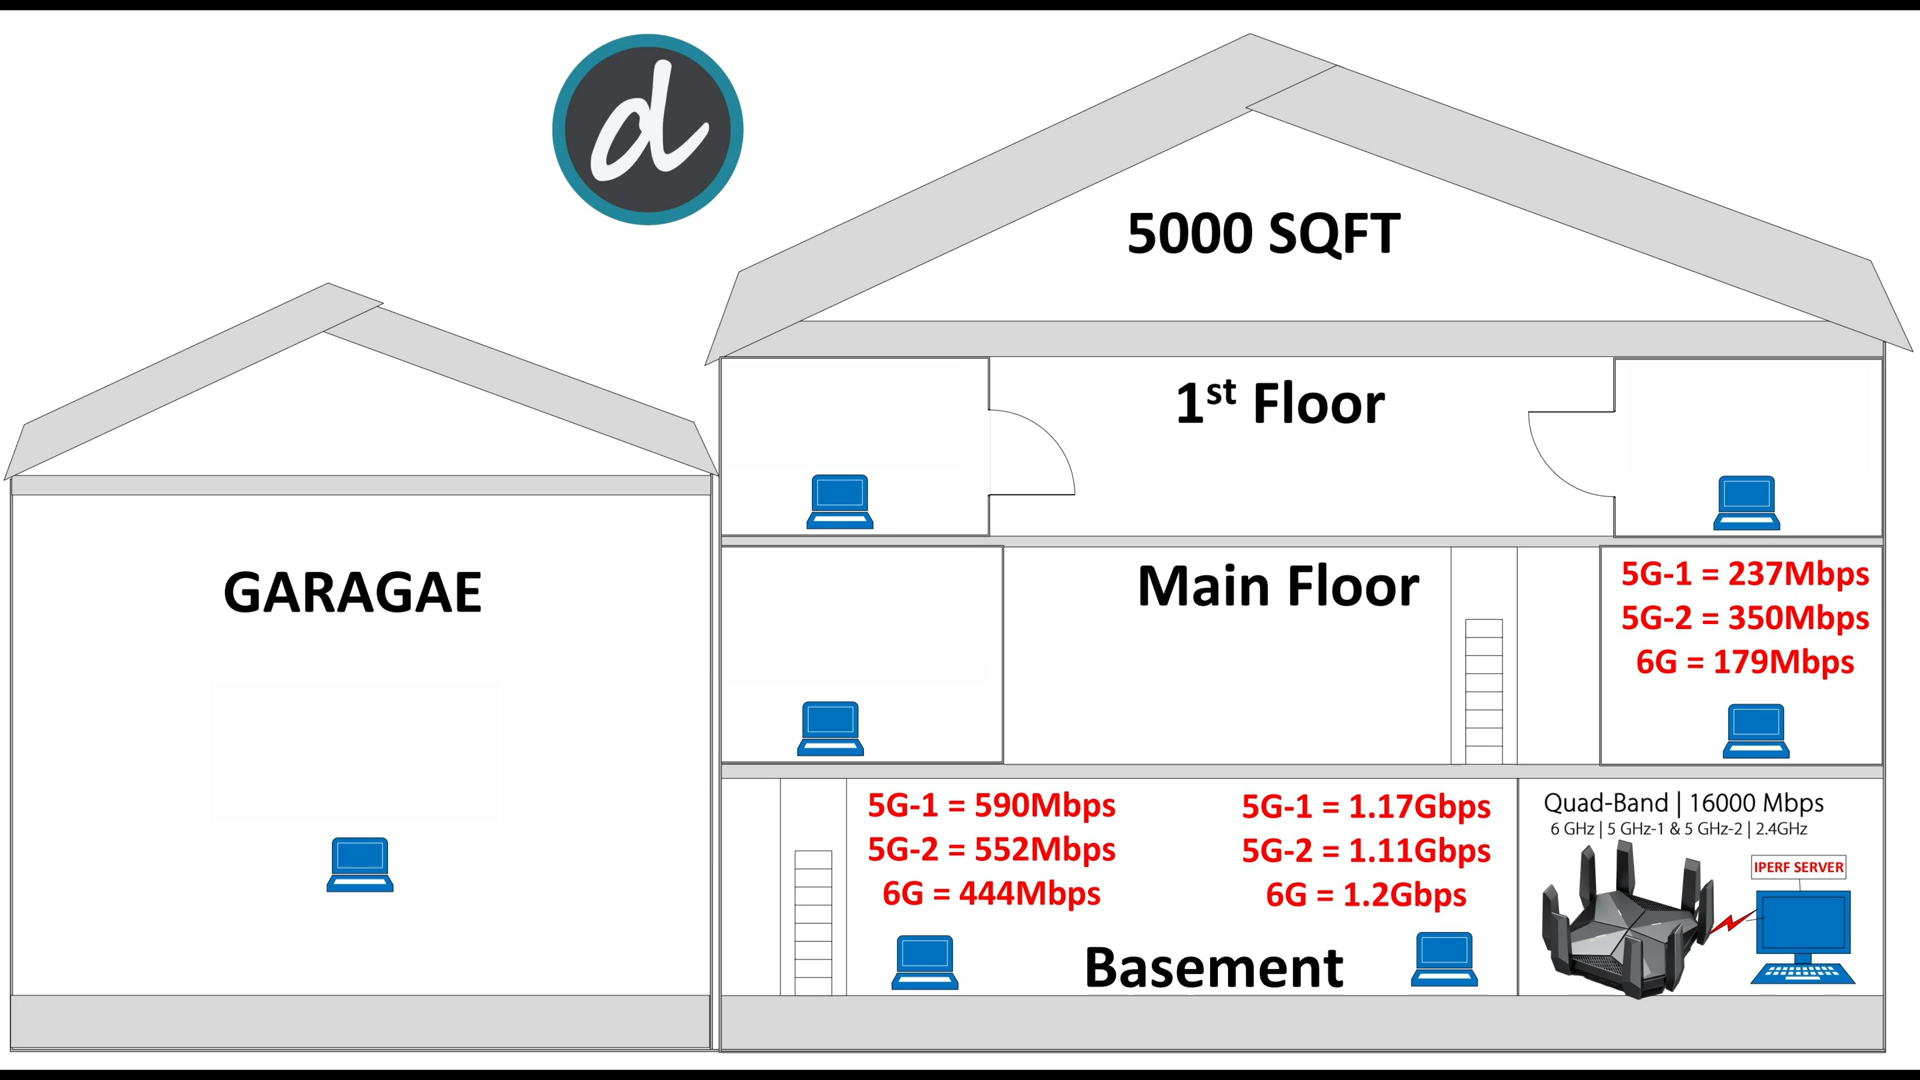 d
5000 SQFT
1st Floor
GARAGAE
Main Floor
5G-1 = 237Mbps
5G-2 = 350Mbps
6G = 179Mbps
5G-1 = 590Mbps
5G-2 = 552Mbps
6G = 444Mbps
5G-1 = 1.17Gbps
5G-2 = 1.11Gbps
6G = 1.2Gbps
Basement
Quad-Band | 16000 Mbps
6 GHz | 5 GHz-1 & 5 GHz-2 | 2.4GHz
IPERF SERVER